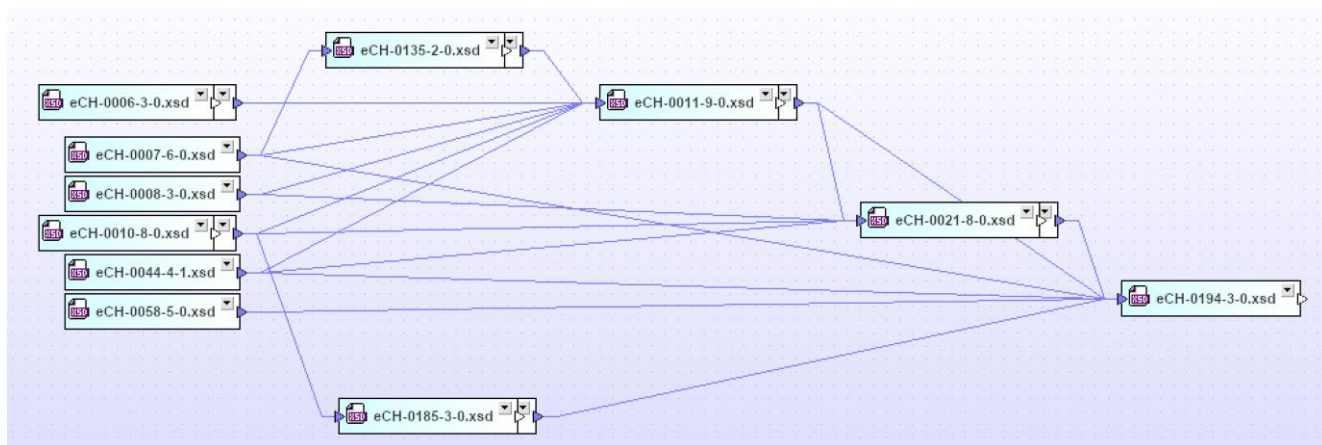 eCH-0135-2-0.xsd
eCH-0006-3-0.xsd
eCH-0011-9-0.xsd
eCH-0007-6-0.xsd
eCH-0008-3-0.xsd
eCH-0010-8-0.xsd
eCH-0021-8-0.xsd
eCH-0044-4-1.xsd
eCH-0058-5-0.xsd
eCH-0194-3-0.xsd
eCH-0185-3-0.xsd